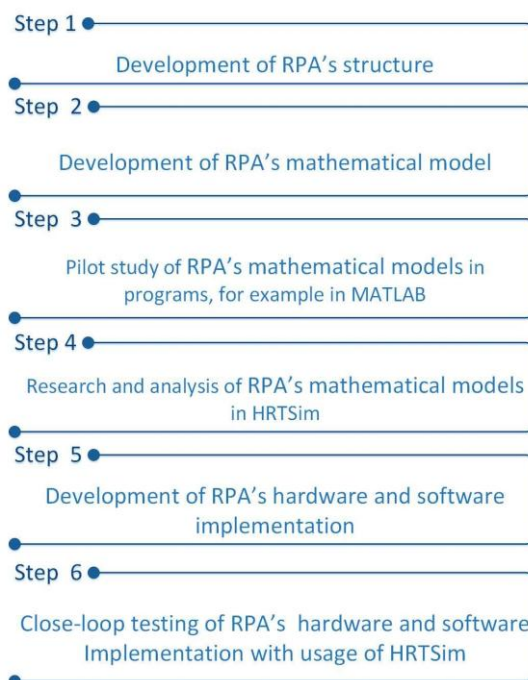 Step 1
Development of RPA's structure
Step 2
Development of RPA's mathematical model
Step 3
Pilot study of RPA's mathematical models in
programs, for example in MATLAB
Step 4
Research and analysis of RPA's mathematical models
in HRTSim
Step 5
Development of RPA's hardware and software
implementation
Step 6
Close-loop testing of RPA's hardware and software
Implementation with usage of HRTSim